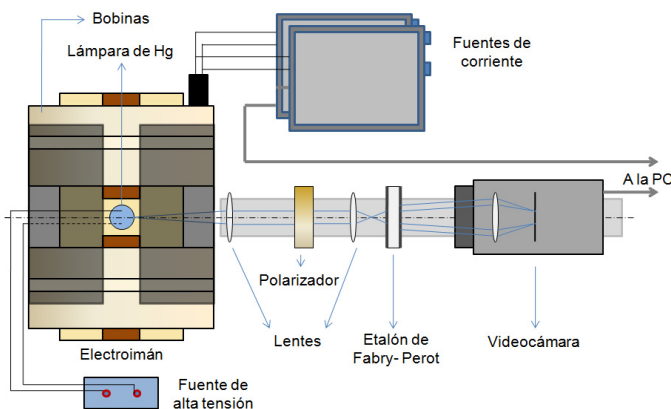 Bobinas
Lámpara de Hg
Fuentes de
corriente
A la PC
Polarizador
Electroimán
Lentes
Etalón de
Fabry- Perot
Videocámara
Fuente de
alta tensión